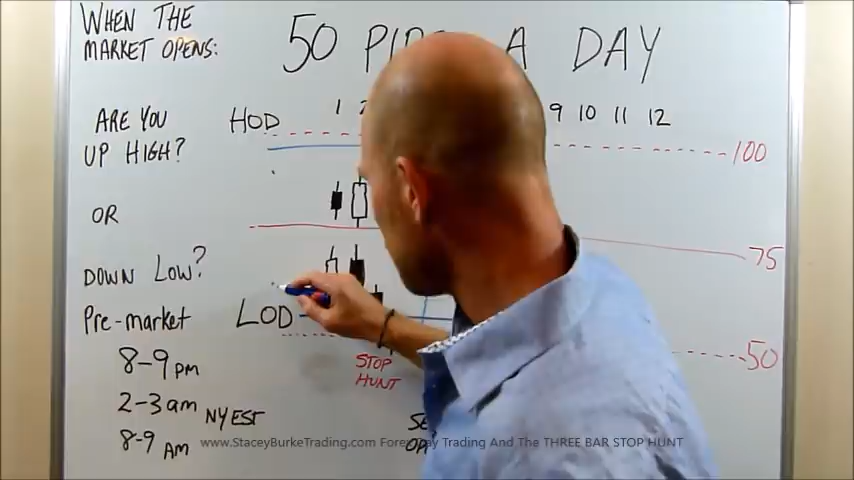 WHEN THE
MARKET OPENS:
50 A DAY
ARE YOU
UP HIGH?
OR
DOWN LOW?
Pre-market
8-9 pm
2-3 am NY EST
8-9 Am
HOD 1 9 10 11 12
100
75
LOD
50
STOP
HUNT
www.StaceyBurkeTrading.com Forex Day Trading And The THREE BAR STOP HUNT